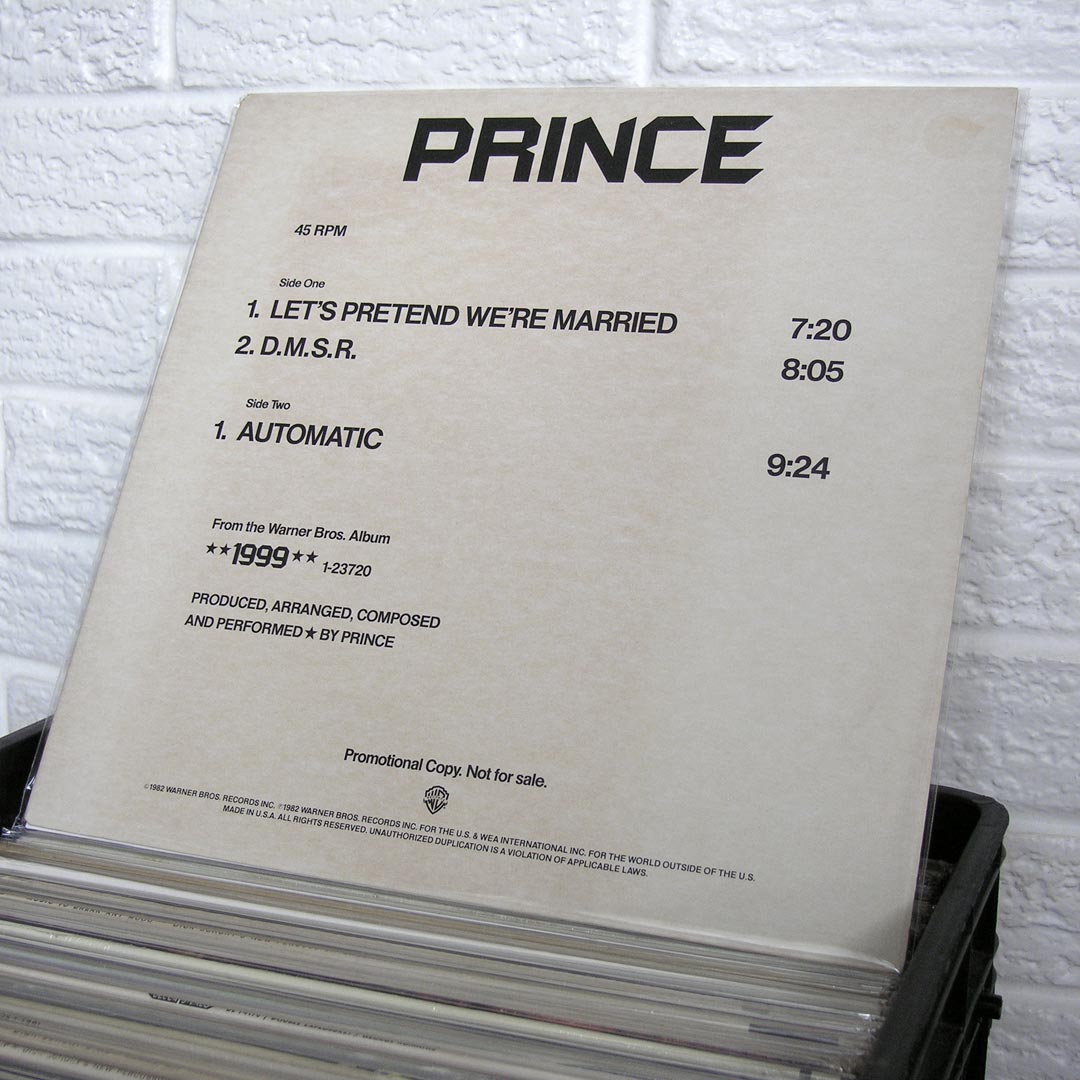 PRINCE
45 RPM
Side One
1. LET'S PRETEND WE'RE MARRIED 7:20
2. D.M.S.R. 8:05
Side Two
1. AUTOMATIC 9:24
From the Warner Bros. Album
★★1999★★ 1-23720
PRODUCED, ARRANGED, COMPOSED
AND PERFORMED★BY PRINCE
Promotional Copy. Not for sale.
©1982 WARNER BROS. RECORDS INC. ℗1982 WARNER BROS. RECORDS INC. FOR THE U.S. & WEA INTERNATIONAL INC. FOR THE WORLD OUTSIDE OF THE U.S.
MADE IN U.S.A. ALL RIGHTS RESERVED. UNAUTHORIZED DUPLICATION IS A VIOLATION OF APPLICABLE LAWS.